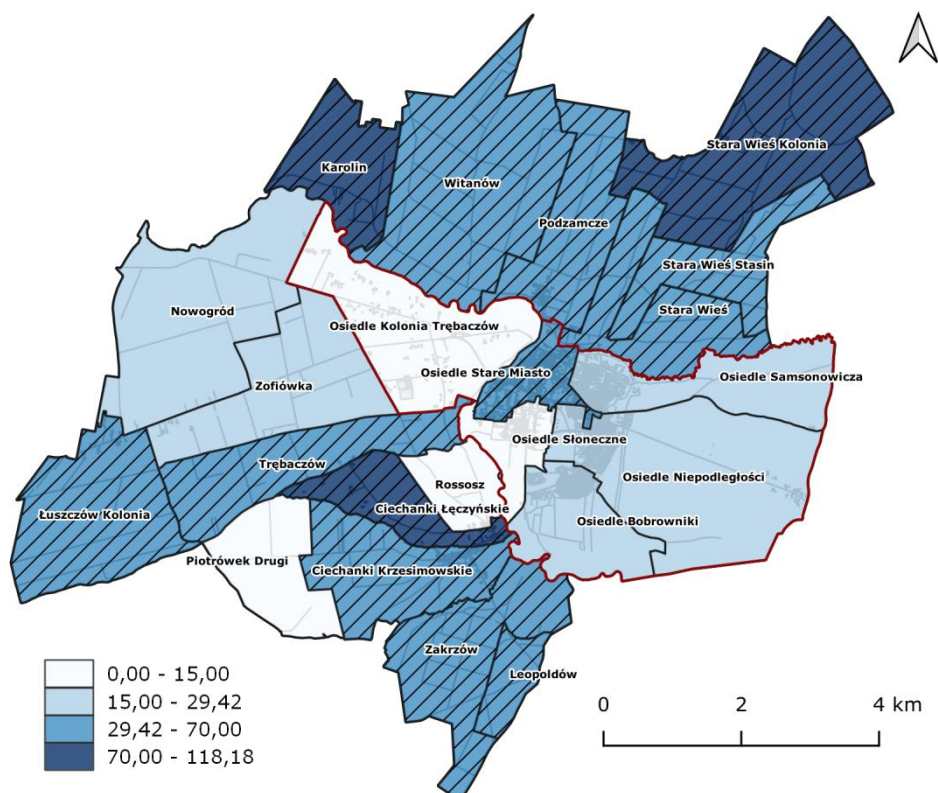 Stara Wieś Kolonia
Karolin
Witanów
Podzamcze
Stara Wieś Stasin
Nowogród
Stara Wieś
Osiedle Kolonia Trębaczów
Osiedle Stare Miasto
Osiedle Samsonowicza
Zofiówka
Osiedle Słoneczne
Trębaczów
Osiedle Niepodległości
Rossosz
Łuszczów Kolonia
Ciechanki Łęczyńskie
Osiedle Bobrowniki
Piotrówek Drugi
Ciechanki Krzesimowskie
Zakrzów
Leopoldów
0,00 - 15,00
15,00 - 29,42
29,42 - 70,00
70,00 - 118,18
0 2 4 km